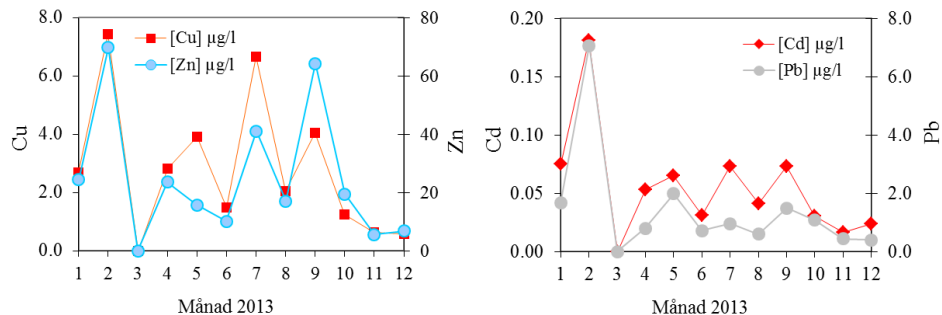 8.0 80
[Cu] µg/l
[Zn] µg/l
6.0 60
Cu 4.0 40 Zn
2.0 20
0.0 0
1 2 3 4 5 6 7 8 9 10 11 12
Månad 2013
0.20 8.0
[Cd] µg/l
[Pb] µg/l
0.15 6.0
Cd 0.10 4.0 Pb
0.05 2.0
0.00 0.0
1 2 3 4 5 6 7 8 9 10 11 12
Månad 2013